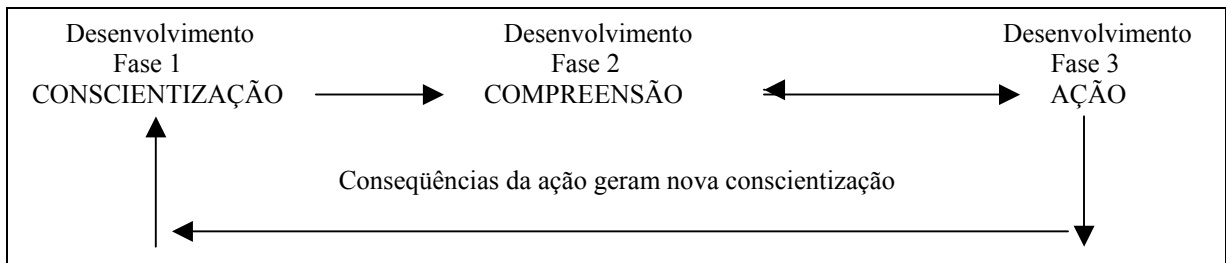 Desenvolvimento
Fase 1
CONSCIENTIZAÇÃO
Desenvolvimento
Fase 2
COMPREENSÃO
Desenvolvimento
Fase 3
AÇÃO
Conseqüências da ação geram nova conscientização